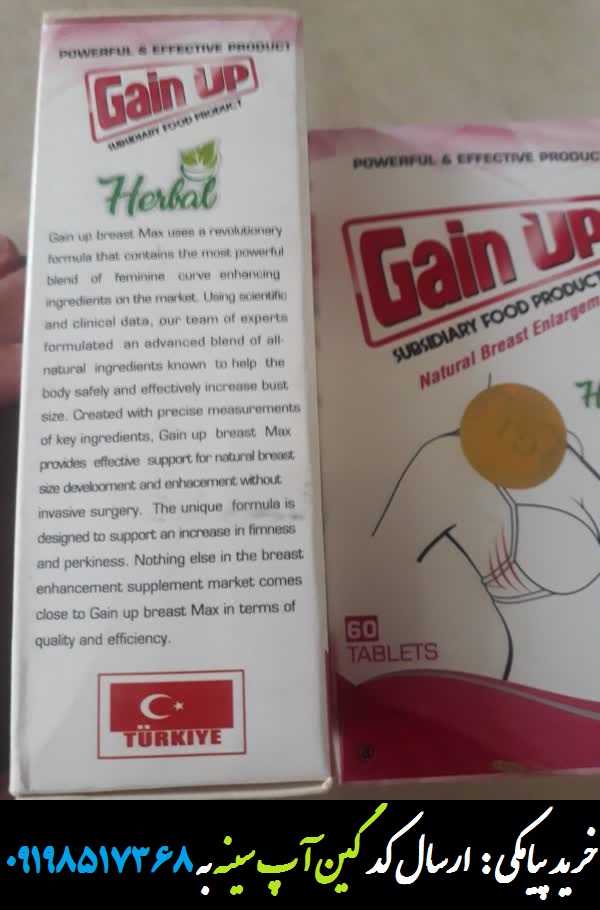 POWERFUL & EFFECTIVE PRODUCT
Gain UP
SUBSIDIARY FOOD PRODUCT
Herbal
Gain up breast Max uses a revolutionary
formula that contains the most powerful
blend of feminine curve enhancing
ingredients on the market. Using scientific
and clinical data, our team of experts
formulated an advanced blend of all-
natural ingredients known to help the
body safely and effectively increase bust
size. Created with precise measurements
of key ingredients, Gain up breast Max
provides effective support for natural breast
size develooment and enhacement without
invasive surgery. The unique formula is
designed to support an increase in fimness
and perkiness. Nothing else in the breast
enhancement supplement market comes
close to Gain up breast Max in terms of
quality and efficiency.
TÜRKIYE
POWERFUL & EFFECTIVE PRODUC
Gain UP
SUBSIDIARY FOOD PRODUCT
Natural Breast Enlargem
H
60
TABLETS
خرید پیامکی: ارسال کد گین آپ سینه به ۰۹۱۹۸۵۱۷۳۶۸